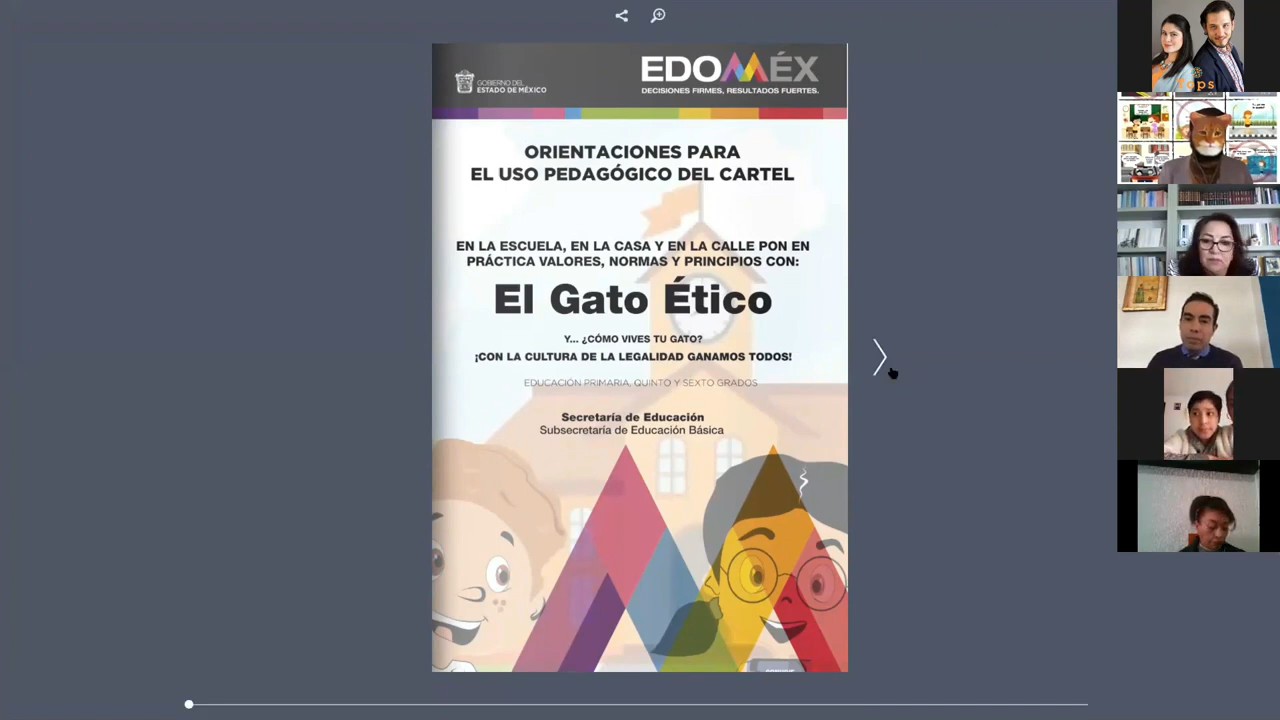 GOBIERNO DEL
ESTADO DE MÉXICO
EDOMÉX
DECISIONES FIRMES, RESULTADOS FUERTES.
ORIENTACIONES PARA
EL USO PEDAGÓGICO DEL CARTEL
EN LA ESCUELA, EN LA CASA Y EN LA CALLE PON EN
PRÁCTICA VALORES, NORMAS Y PRINCIPIOS CON:
El Gato Ético
Y... ¿CÓMO VIVES TU GATO?
¡CON LA CULTURA DE LA LEGALIDAD GANAMOS TODOS!
EDUCACIÓN PRIMARIA, QUINTO Y SEXTO GRADOS
Secretaría de Educación
Subsecretaría de Educación Básica